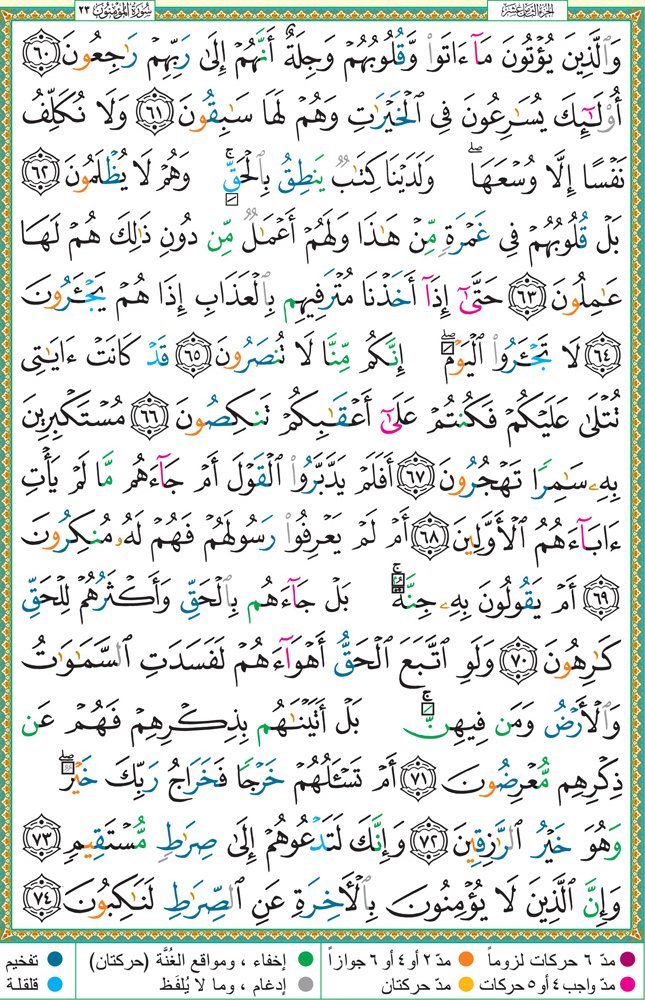 سورة المؤمنون ٢٣
الجزء الثامن عشر
وَٱلَّذِينَ يُؤْتُونَ مَآ ءَاتَوا۟ وَّقُلُوبُهُمْ وَجِلَةٌ أَنَّهُمْ إِلَىٰ رَبِّهِمْ رَٰجِعُونَ ٦٠
أُو۟لَٰٓئِكَ يُسَٰرِعُونَ فِى ٱلْخَيْرَٰتِ وَهُمْ لَهَا سَٰبِقُونَ ٦١ وَلَا نُكَلِّفُ
نَفْسًا إِلَّا وُسْعَهَا ۖ وَلَدَيْنَا كِتَٰبٌ يَنطِقُ بِٱلْحَقِّ ۚ وَهُمْ لَا يُظْلَمُونَ ٦٢
بَلْ قُلُوبُهُمْ فِى غَمْرَةٍ مِّنْ هَٰذَا وَلَهُمْ أَعْمَٰلٌ مِّن دُونِ ذَٰلِكَ هُمْ لَهَا
عَٰمِلُونَ ٦٣ حَتَّىٰٓ إِذَآ أَخَذْنَا مُتْرَفِيهِم بِٱلْعَذَابِ إِذَا هُمْ يَجْـَٔرُونَ
٦٤ لَا تَجْـَٔرُوا۟ ٱلْيَوْمَ ۖ إِنَّكُم مِّنَّا لَا تُنصَرُونَ ٦٥ قَدْ كَانَتْ ءَايَٰتِى
تُتْلَىٰ عَلَيْكُمْ فَكُنتُمْ عَلَىٰٓ أَعْقَٰبِكُمْ تَنكِصُونَ ٦٦ مُسْتَكْبِرِينَ
بِهِۦ سَٰمِرًا تَهْجُرُونَ ٦٧ أَفَلَمْ يَدَّبَّرُوا۟ ٱلْقَوْلَ أَمْ جَآءَهُم مَّا لَمْ يَأْتِ
ءَابَآءَهُمُ ٱلْأَوَّلِينَ ٦٨ أَمْ لَمْ يَعْرِفُوا۟ رَسُولَهُمْ فَهُمْ لَهُۥ مُنكِرُونَ
٦٩ أَمْ يَقُولُونَ بِهِۦ جِنَّةٌۢ ۚ بَلْ جَآءَهُم بِٱلْحَقِّ وَأَكْثَرُهُمْ لِلْحَقِّ
كَٰرِهُونَ ٧٠ وَلَوِ ٱتَّبَعَ ٱلْحَقُّ أَهْوَآءَهُمْ لَفَسَدَتِ ٱلسَّمَٰوَٰتُ
وَٱلْأَرْضُ وَمَن فِيهِنَّ ۚ بَلْ أَتَيْنَٰهُم بِذِكْرِهِمْ فَهُمْ عَن
ذِكْرِهِم مُّعْرِضُونَ ٧١ أَمْ تَسْـَٔلُهُمْ خَرْجًا فَخَرَاجُ رَبِّكَ خَيْرٌ ۖ
وَهُوَ خَيْرُ ٱلرَّٰزِقِينَ ٧٢ وَإِنَّكَ لَتَدْعُوهُمْ إِلَىٰ صِرَٰطٍ مُّسْتَقِيمٍ ٧٣
وَإِنَّ ٱلَّذِينَ لَا يُؤْمِنُونَ بِٱلْأَخِرَةِ عَنِ ٱلصِّرَٰطِ لَنَٰكِبُونَ ٧٤
مدّ ٦ حركات لزوماً مدّ ٢ أو ٤ أو ٦ جوازاً إخفاء ، ومواقع الغُنَّة (حركتان) تفخيم
مدّ واجب ٤ أو ٥ حركات مدّ حركتان إدغام ، وما لا يُلفَظ قلقلة